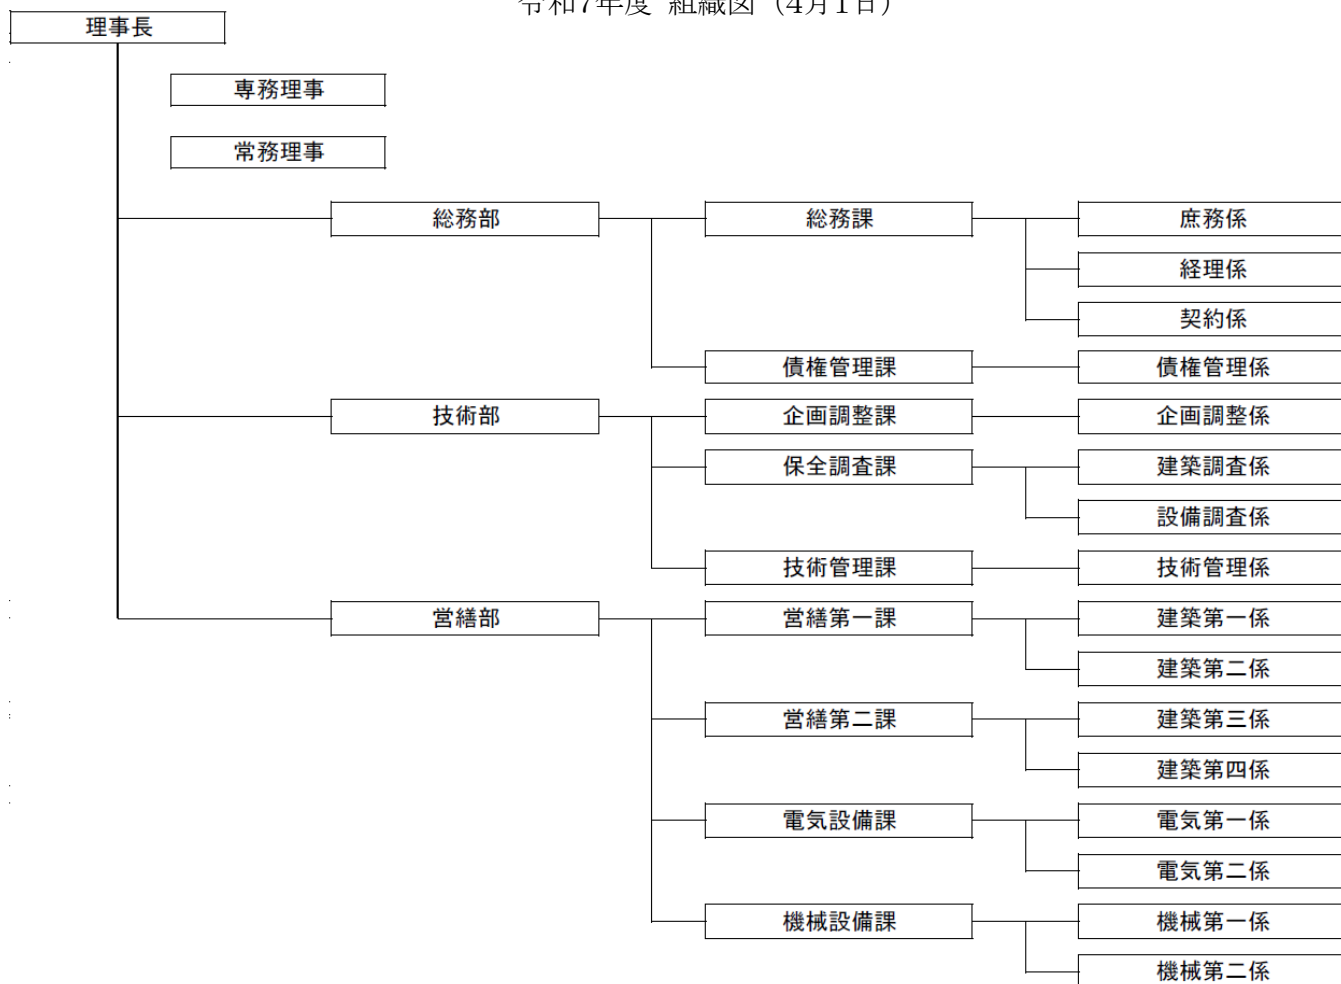 令和7年度 組織図（4月1日）
理事長
専務理事
常務理事
総務部 総務課 庶務係
経理係
契約係
債権管理課 債権管理係
技術部 企画調整課 企画調整係
保全調査課 建築調査係
設備調査係
技術管理課 技術管理係
営繕部 営繕第一課 建築第一係
建築第二係
営繕第二課 建築第三係
建築第四係
電気設備課 電気第一係
電気第二係
機械設備課 機械第一係
機械第二係